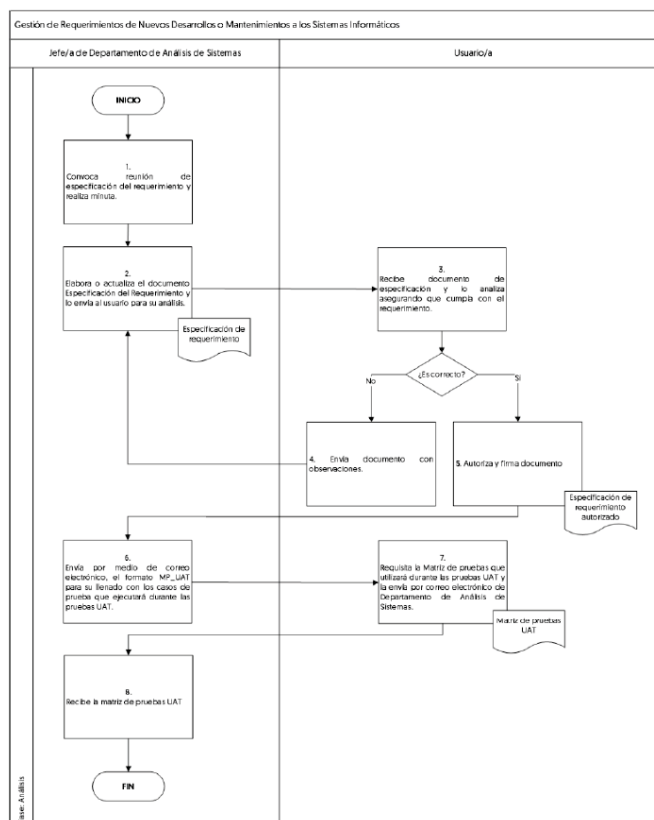 Gestión de Requerimientos de Nuevos Desarrollos o Mantenimientos a los Sistemas Informáticos
Jefe/a de Departamento de Análisis de Sistemas
Usuario/a
INICIO
1.
Convoca reunión de
especificación del requerimiento y
realiza minuta.
2.
Elabora o actualiza el documento
Especificación del Requerimiento y
lo envía al usuario para su análisis.
Especificación de
requerimiento
3.
Recibe documento de
especificación y lo analiza
asegurando que cumpla con el
requerimiento.
¿Es correcto?
No
Sí
4. Envía documento con
observaciones.
5. Autoriza y firma documento
Especificación de
requerimiento
autorizado
6.
Envía por medio de correo
electrónico, el formato MP_UAT
para su llenado con los casos de
prueba que ejecutará durante las
pruebas UAT.
7.
Requisita la Matriz de pruebas que
utilizará durante las pruebas UAT y
la envía por correo electrónico de
Departamento de Análisis de
Sistemas.
Matriz de pruebas
UAT
8.
Recibe la matriz de pruebas UAT
FIN
Fase: Análisis